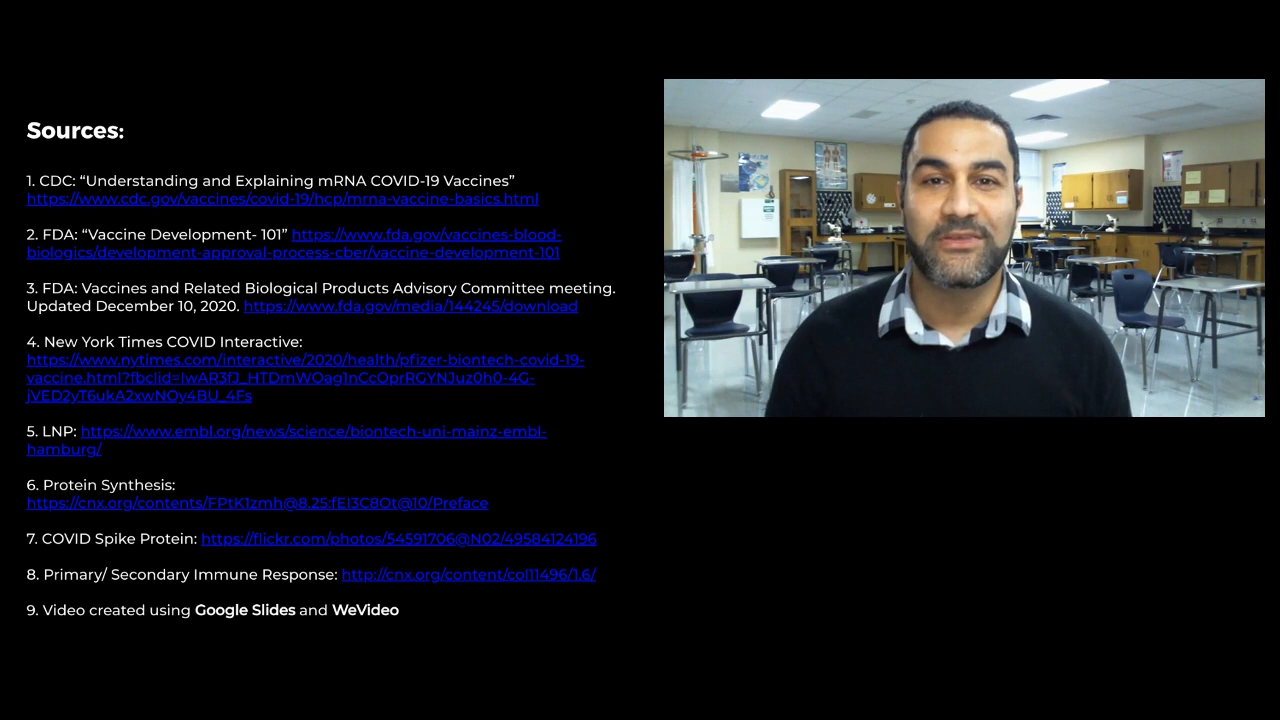 Sources:
1. CDC: “Understanding and Explaining mRNA COVID-19 Vaccines”
https://www.cdc.gov/vaccines/covid-19/hcp/mrna-vaccine-basics.html
2. FDA: “Vaccine Development- 101” https://www.fda.gov/vaccines-blood-
biologics/development-approval-process-cber/vaccine-development-101
3. FDA: Vaccines and Related Biological Products Advisory Committee meeting.
Updated December 10, 2020. https://www.fda.gov/media/144245/download
4. New York Times COVID Interactive:
https://www.nytimes.com/interactive/2020/health/pfizer-biontech-covid-19-
vaccine.html?fbclid=IwAR3fJ_HTDmWOag1nCcOprRGYNJuz0h0-4G-
jVED2yT6ukA2xwNOy4BU_4Fs
5. LNP: https://www.embl.org/news/science/biontech-uni-mainz-embl-
hamburg/
6. Protein Synthesis:
https://cnx.org/contents/FPtK1zmh@8.25:fEI3C8Ot@10/Preface
7. COVID Spike Protein: https://flickr.com/photos/54591706@N02/49584124196
8. Primary/ Secondary Immune Response: http://cnx.org/content/col11496/1.6/
9. Video created using Google Slides and WeVideo